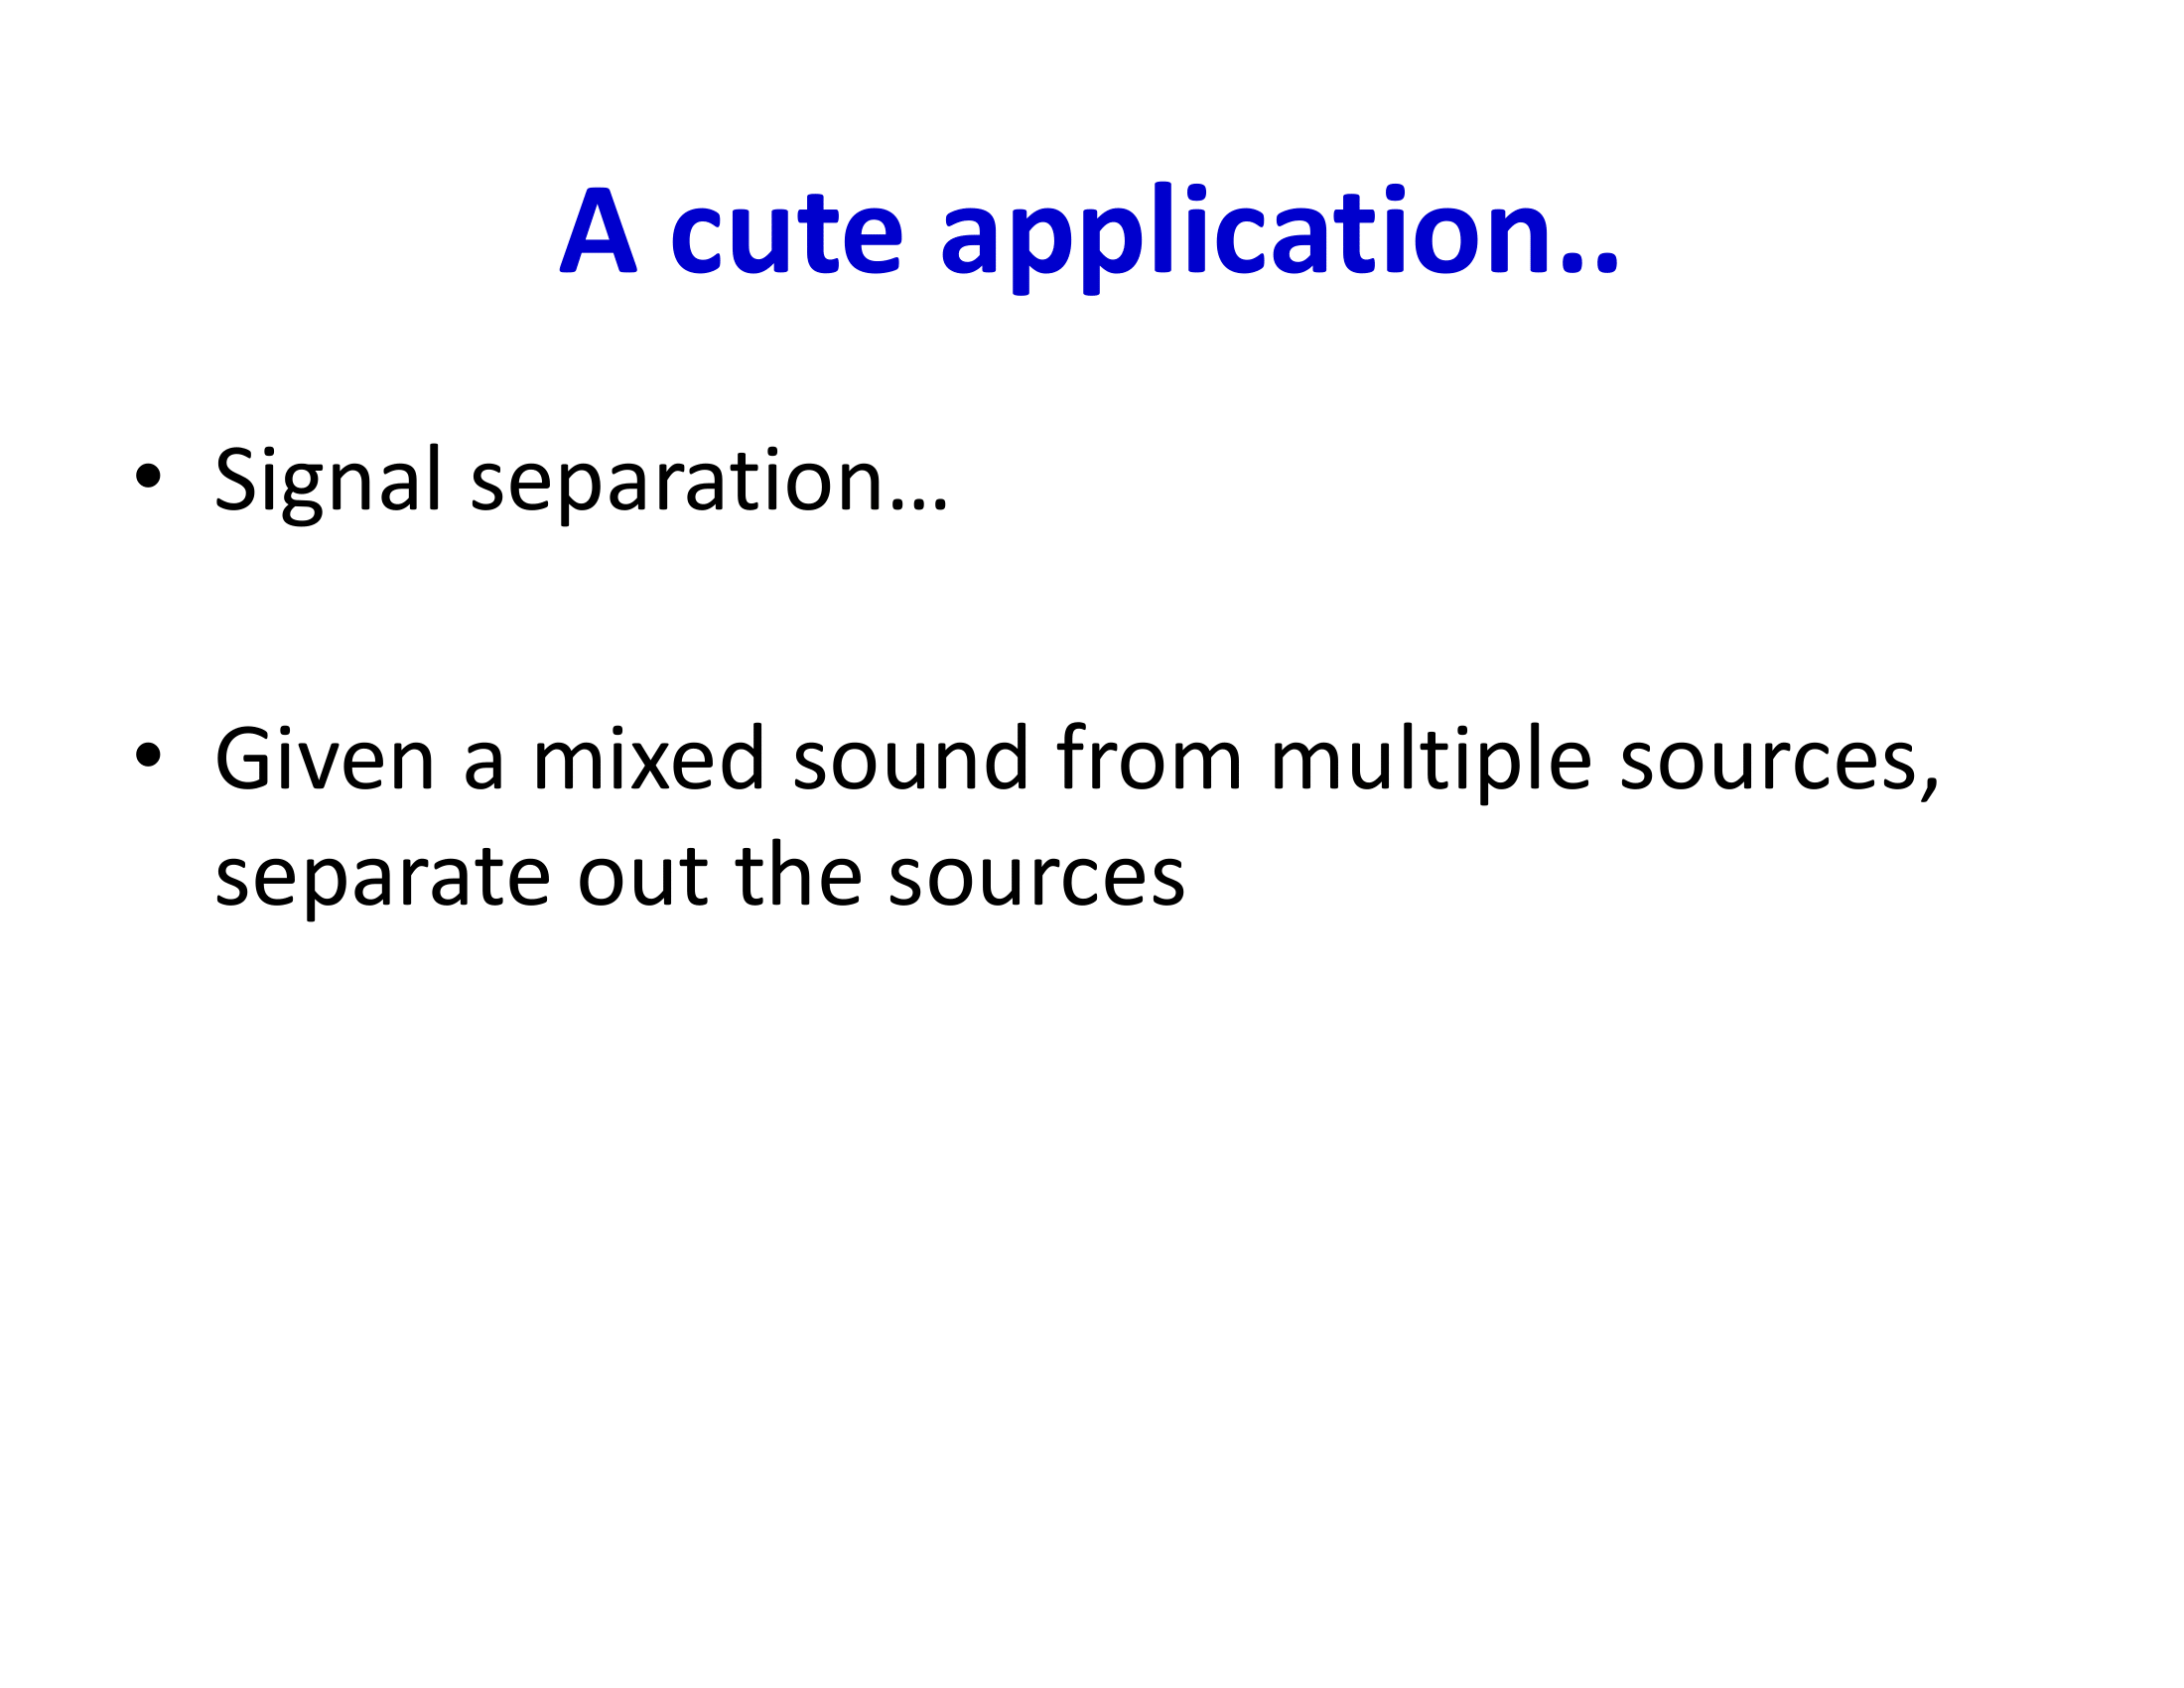 A cute application..
• Signal separation…
• Given a mixed sound from multiple sources,
separate out the sources